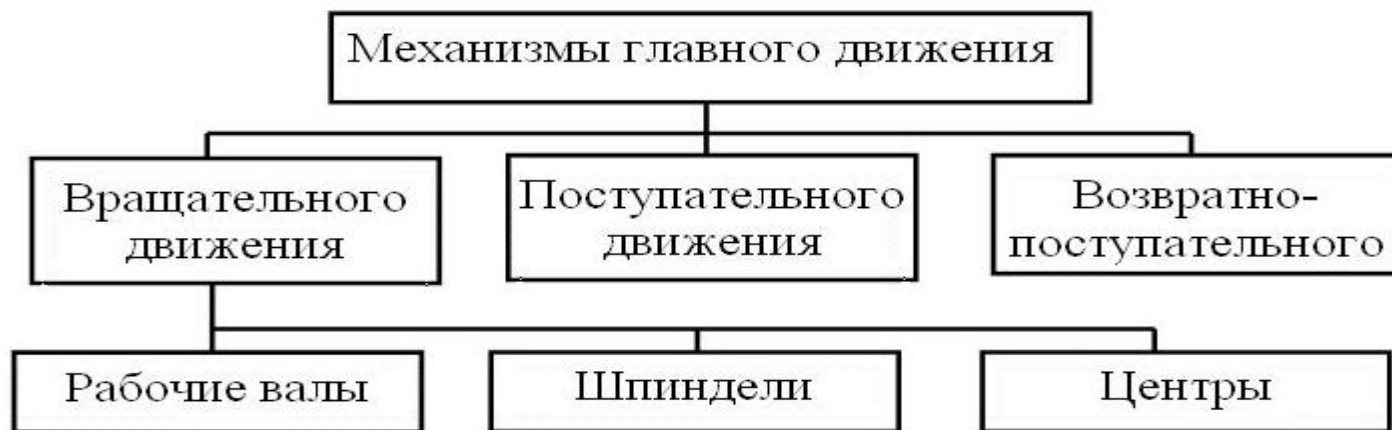 Механизмы главного движения
Вращательного
движения
Поступательного
движения
Возвратно-
поступательного
Рабочие валы
Шпиндели
Центры